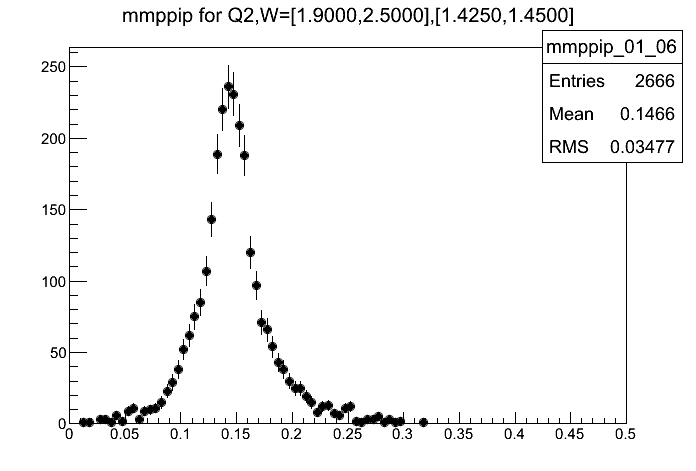 mmppip for Q2,W=[1.9000,2.5000],[1.4250,1.4500]
mmppip_01_06
Entries 2666
Mean 0.1466
RMS 0.03477
250
200
150
100
50
0
0 0.05 0.1 0.15 0.2 0.25 0.3 0.35 0.4 0.45 0.5